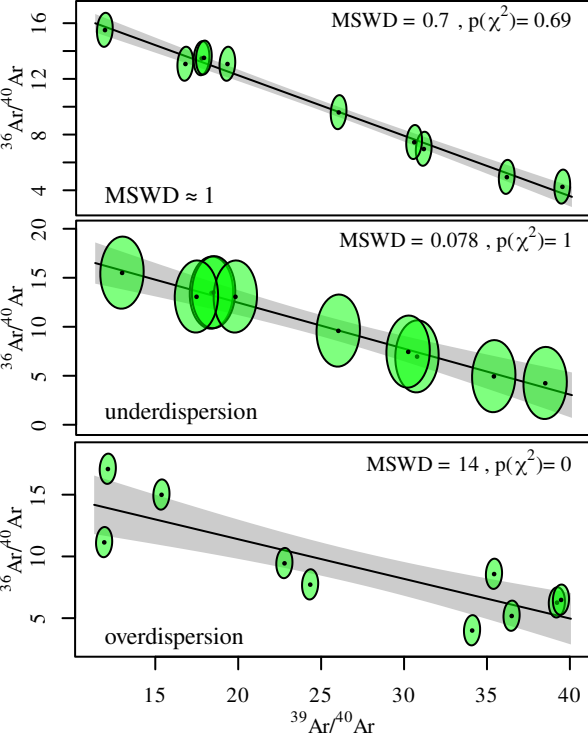 MSWD = 0.7 , p(χ²)= 0.69
16
12
8
4
³⁶Ar/⁴⁰Ar
MSWD ≈ 1
MSWD = 0.078 , p(χ²)= 1
20
15
10
5
0
³⁶Ar/⁴⁰Ar
underdispersion
MSWD = 14 , p(χ²)= 0
15
10
5
³⁶Ar/⁴⁰Ar
overdispersion
15 20 25 30 35 40
³⁹Ar/⁴⁰Ar